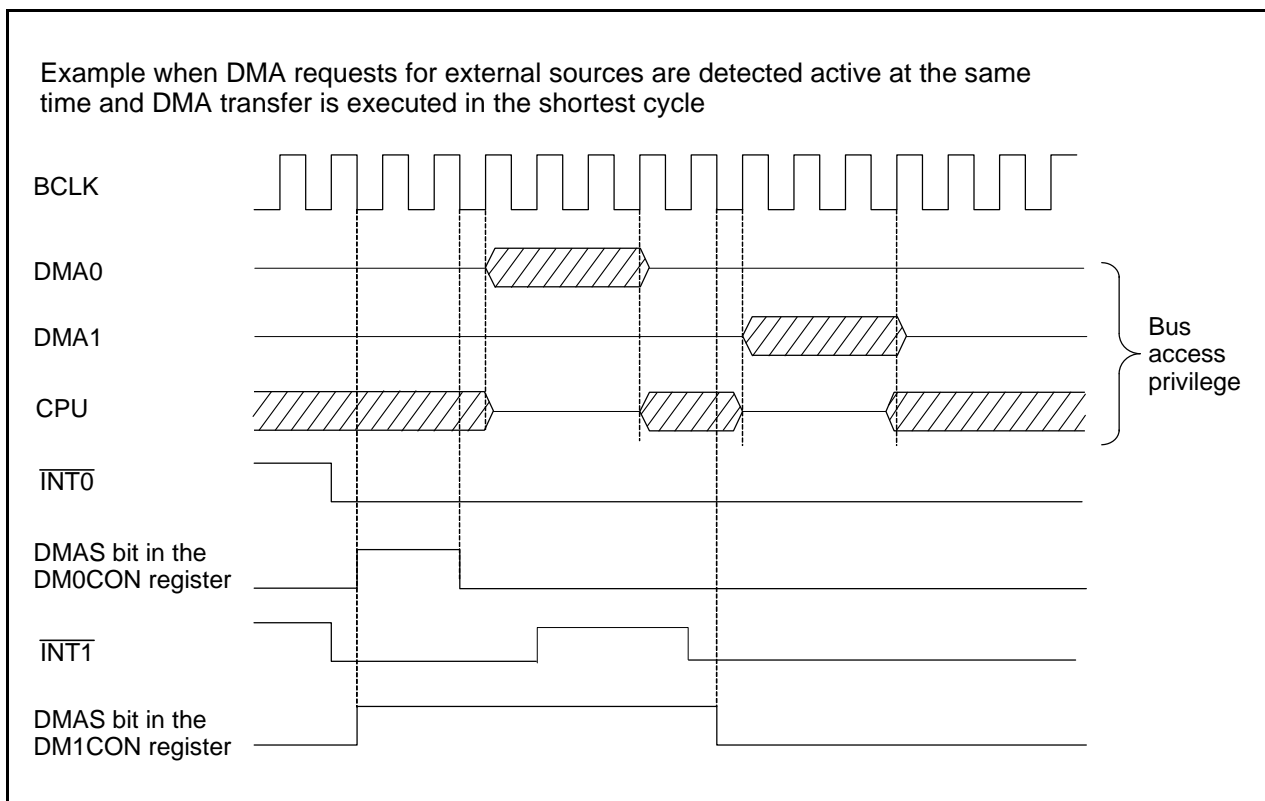 Example when DMA requests for external sources are detected active at the same
time and DMA transfer is executed in the shortest cycle
BCLK
DMA0
DMA1
CPU
Bus
access
privilege
INT0
DMAS bit in the
DM0CON register
INT1
DMAS bit in the
DM1CON register